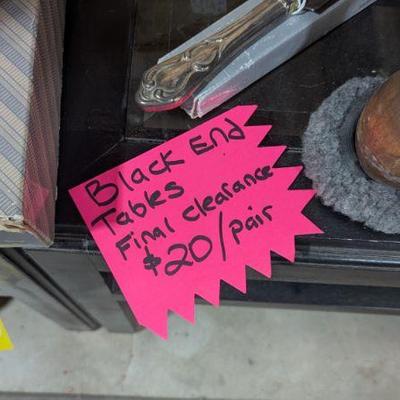 Black End
Tables
Final Clearance
$20/pair